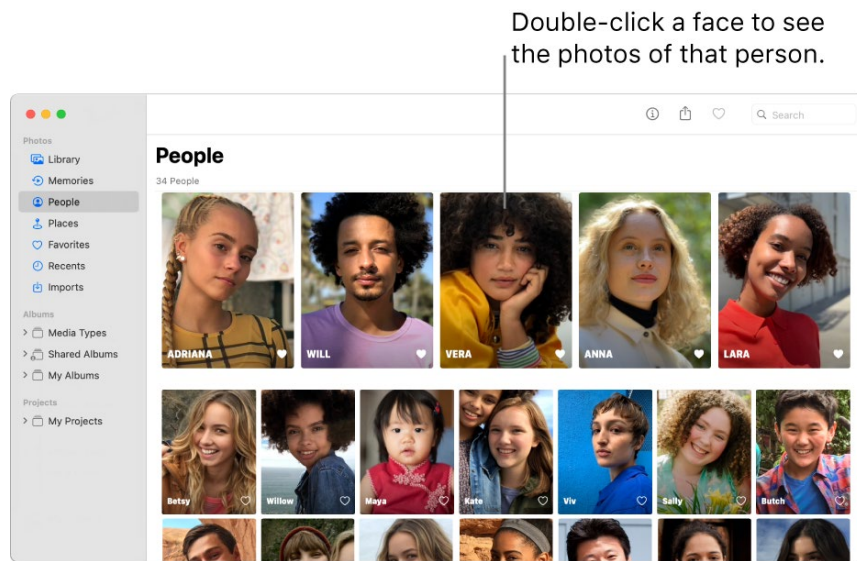 Double-click a face to see
the photos of that person.
Search
Photos
Library
Memories
People
Places
Favorites
Recents
Imports
Albums
Media Types
Shared Albums
My Albums
Projects
My Projects
People
34 People
ADRIANA
WILL
VERA
ANNA
LARA
Betsy
Willow
Maya
Kate
Viv
Sally
Butch